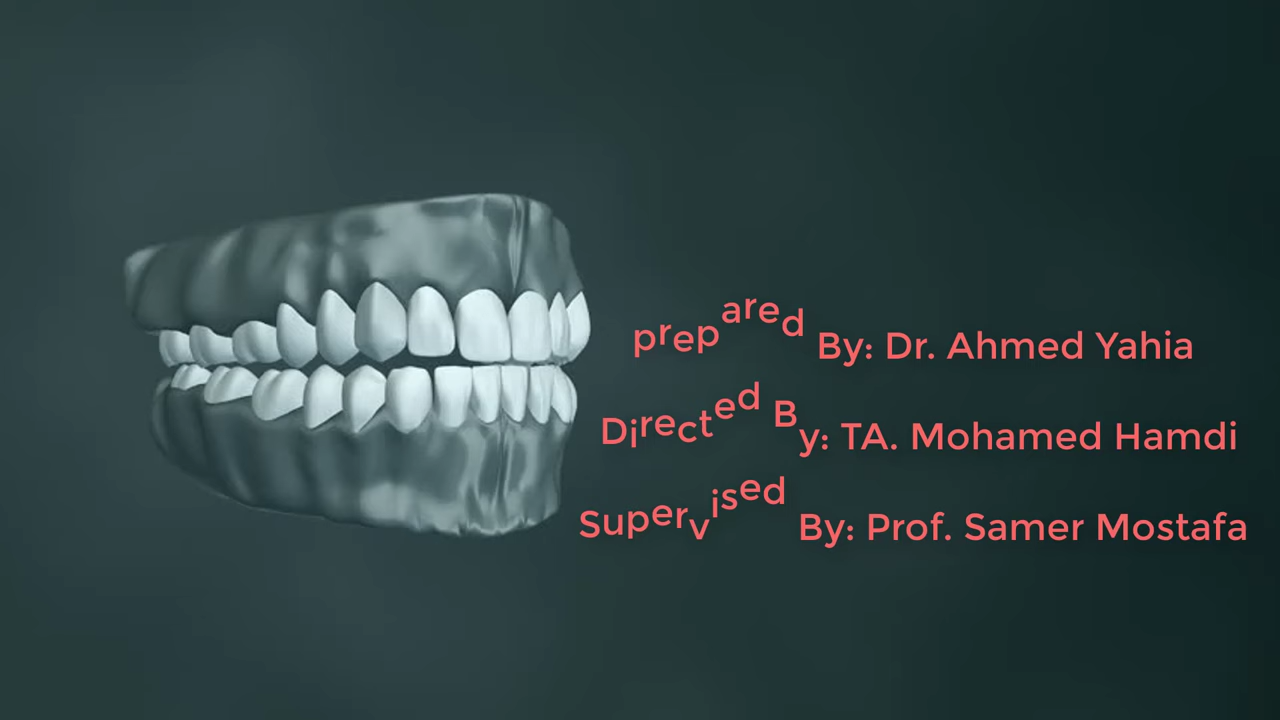 prepared By: Dr. Ahmed Yahia
Directed By: TA. Mohamed Hamdi
Supervised By: Prof. Samer Mostafa